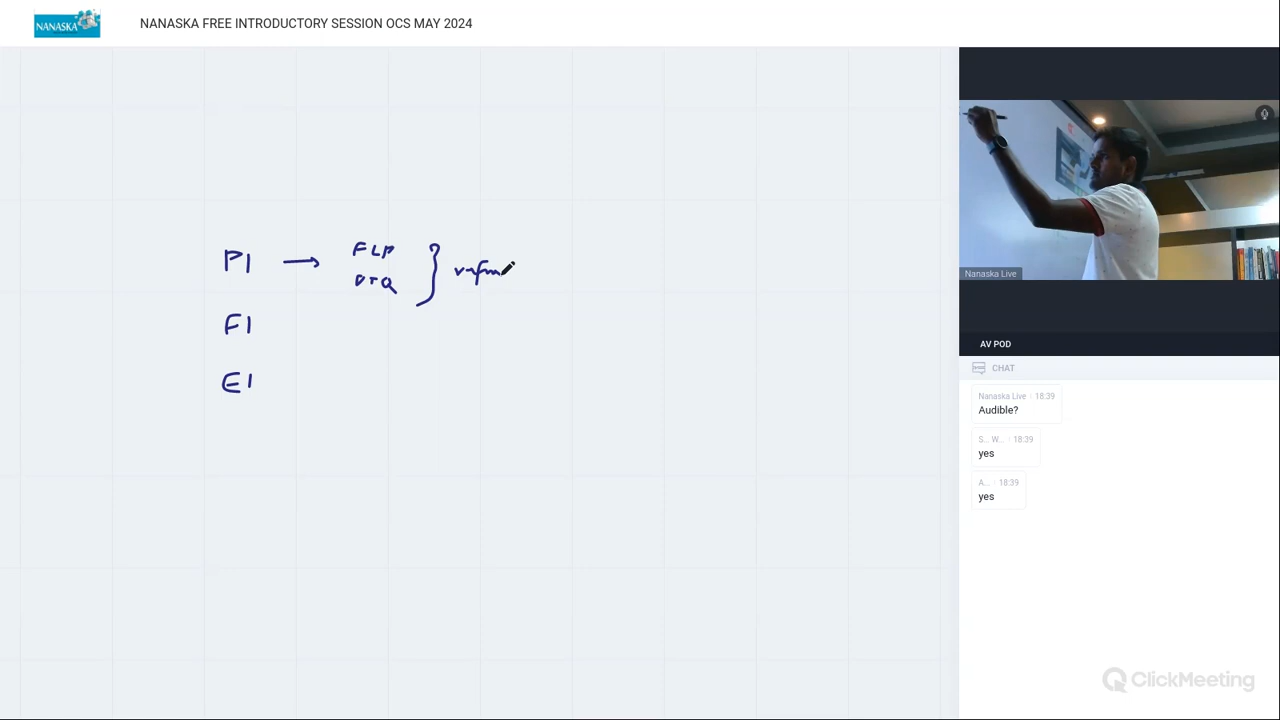 NANASKA
NANASKA FREE INTRODUCTORY SESSION OCS MAY 2024
P1 → FLP
OTQ
F1
E1
Nanaska Live
AV POD
CHAT
Nanaska Live 18:39
Audible?
S... W... 18:39
yes
A... 18:39
yes
ClickMeeting